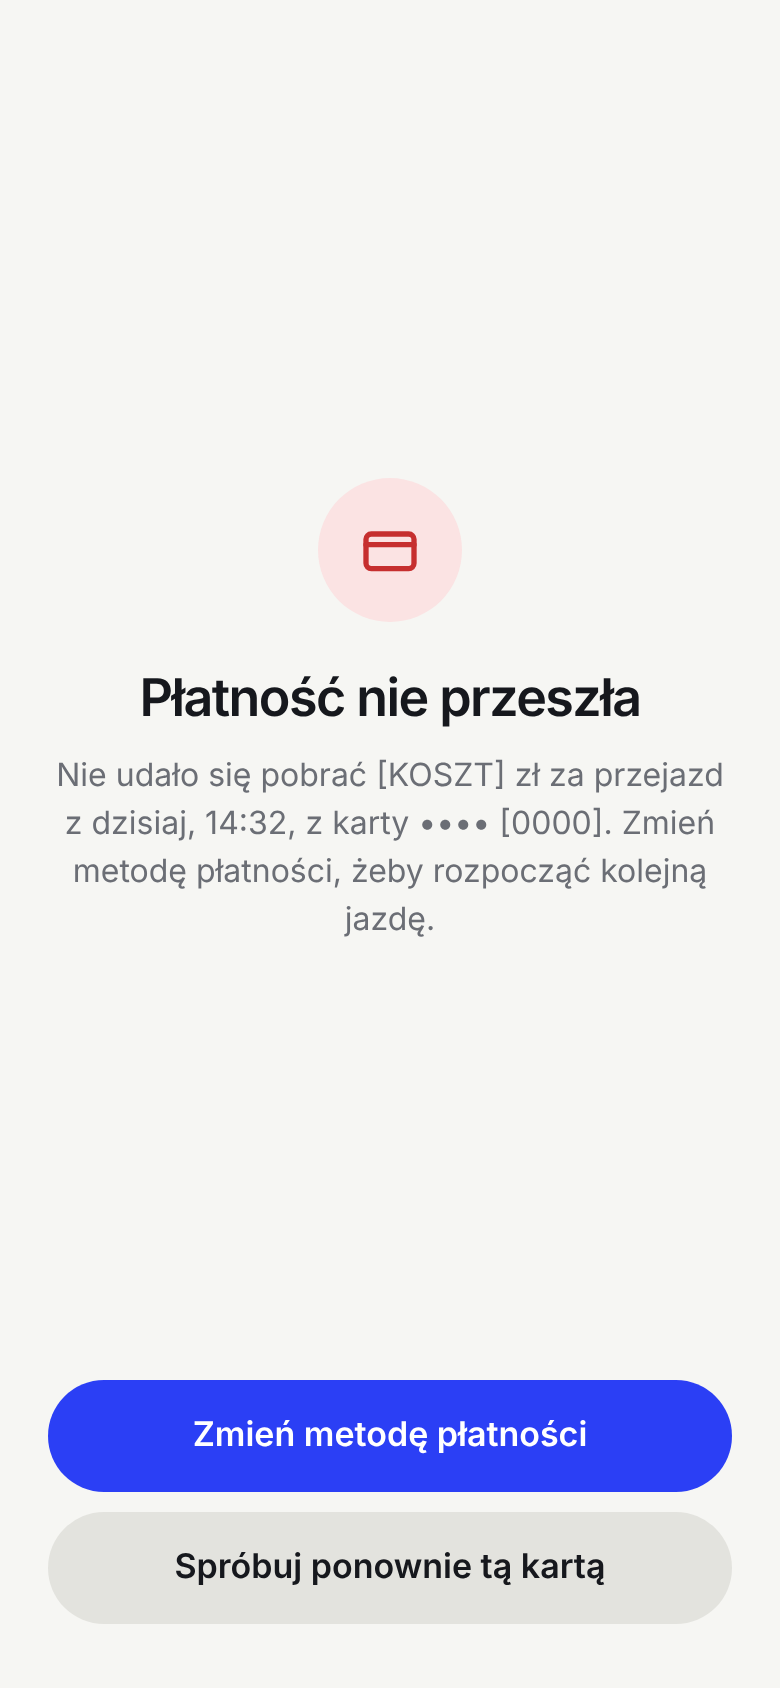 Płatność nie przeszła
Nie udało się pobrać [KOSZT] zł za przejazd
z dzisiaj, 14:32, z karty •••• [0000]. Zmień
metodę płatności, żeby rozpocząć kolejną
jazdę.
Zmień metodę płatności
Spróbuj ponownie tą kartą